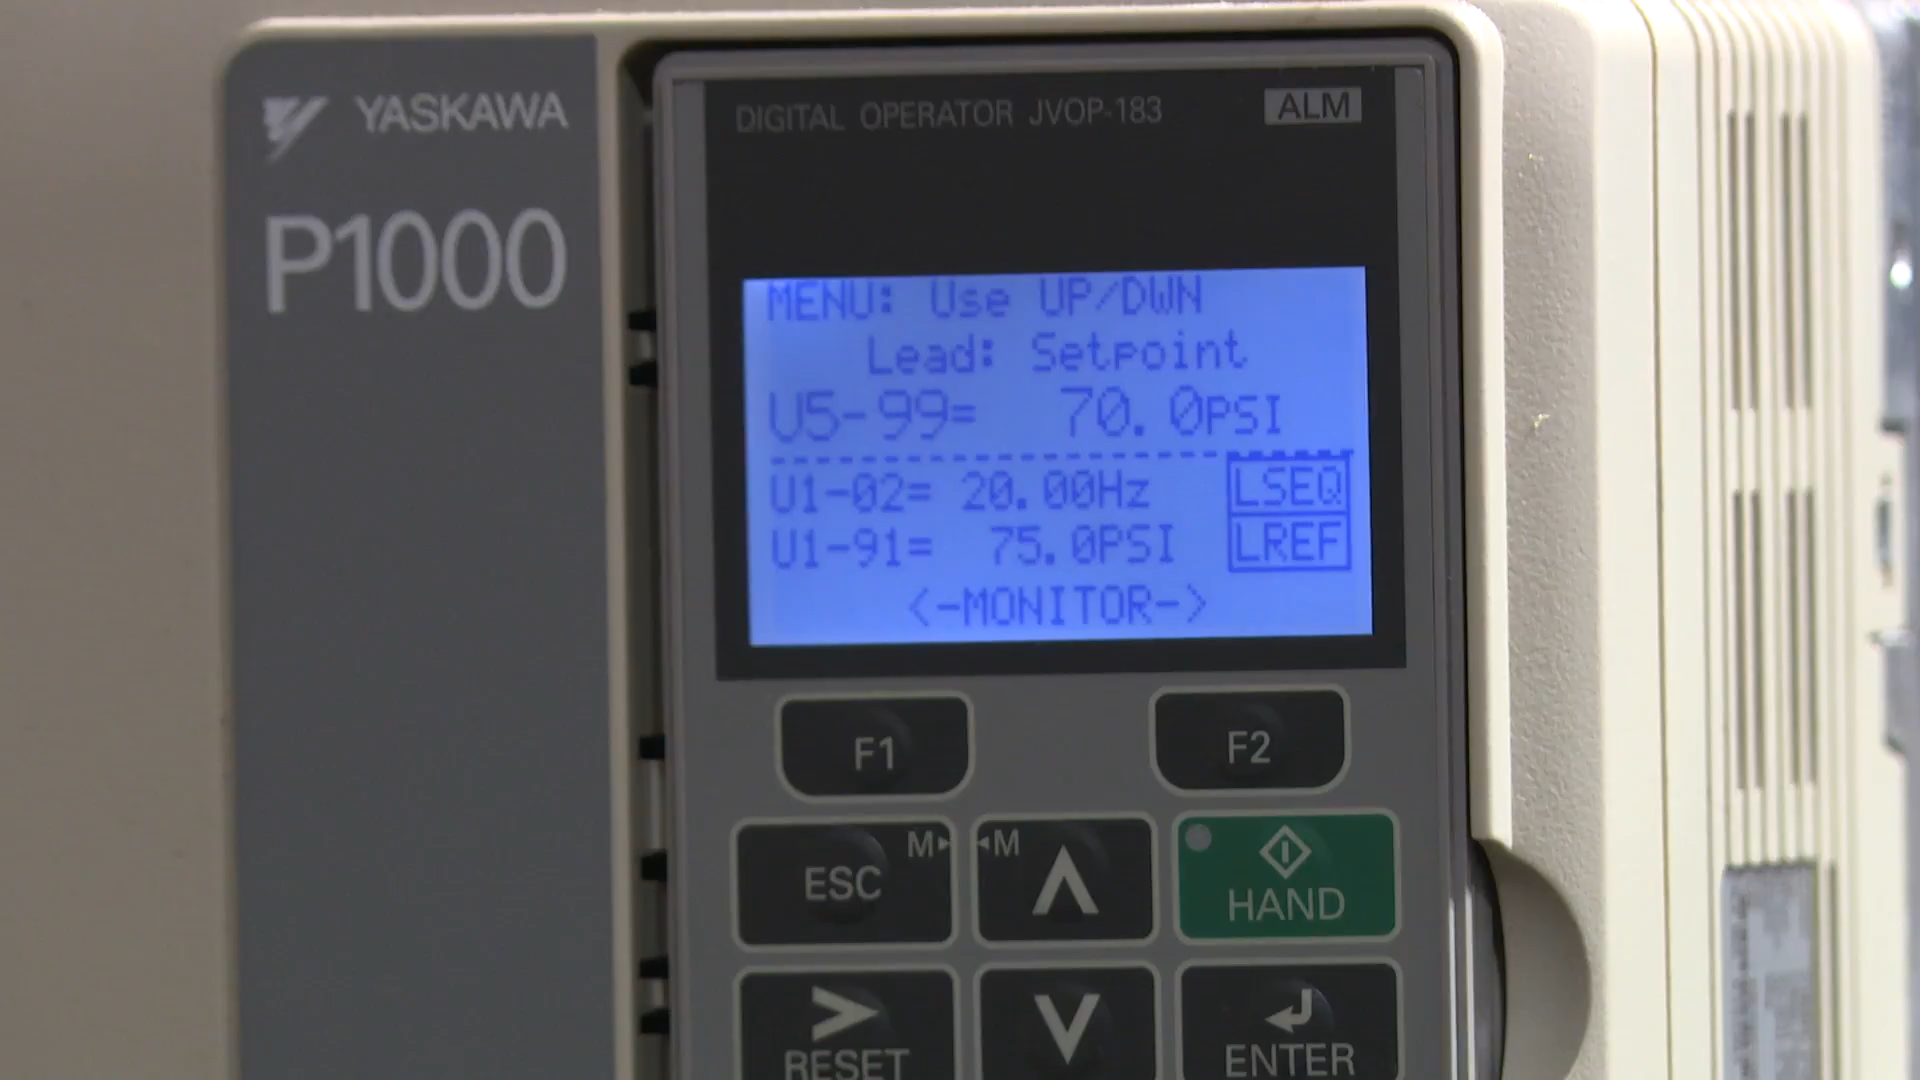 YASKAWA
P1000
DIGITAL OPERATOR JVOP-183
ALM
MENU: Use UP/DWN
Lead: Setpoint
U5-99= 70.0PSI
U1-02= 20.00Hz LSEQ
U1-91= 75.0PSI LREF
<-MONITOR->
F1
F2
ESC
M▸
◂M
HAND
RESET
ENTER